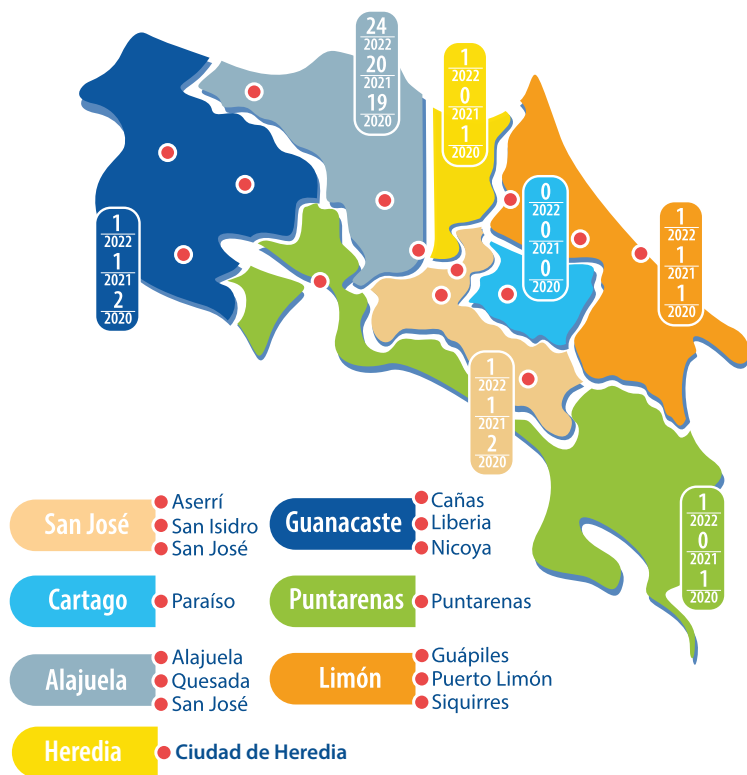 24
2022
20
2021
19
2020
1
2022
0
2021
1
2020
0
2022
0
2021
0
2020
1
2022
1
2021
1
2020
1
2022
1
2021
2
2020
1
2022
1
2021
2
2020
1
2022
0
2021
1
2020
San José
Aserrí
San Isidro
San José
Guanacaste
Cañas
Liberia
Nicoya
Cartago
Paraíso
Puntarenas
Puntarenas
Alajuela
Alajuela
Quesada
San José
Limón
Guápiles
Puerto Limón
Siquirres
Heredia
Ciudad de Heredia